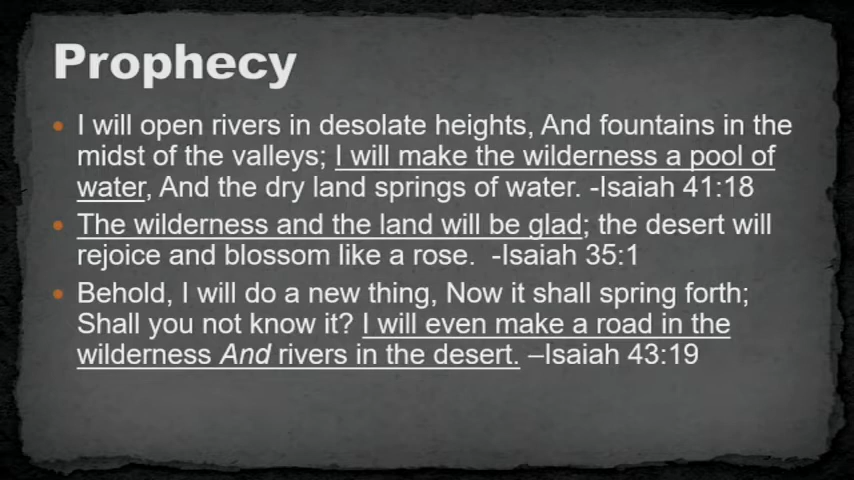 Prophecy
• I will open rivers in desolate heights, And fountains in the
midst of the valleys; I will make the wilderness a pool of
water, And the dry land springs of water. -Isaiah 41:18
• The wilderness and the land will be glad; the desert will
rejoice and blossom like a rose.  -Isaiah 35:1
• Behold, I will do a new thing, Now it shall spring forth;
Shall you not know it? I will even make a road in the
wilderness And rivers in the desert. –Isaiah 43:19